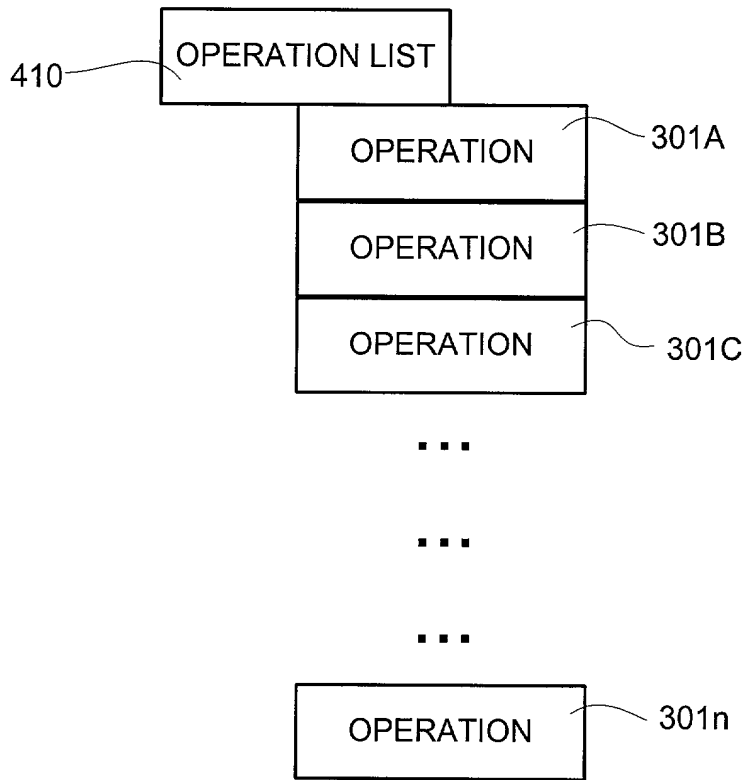 OPERATION LIST
410
OPERATION
301A
OPERATION
301B
OPERATION
301C
...
...
...
OPERATION
301n